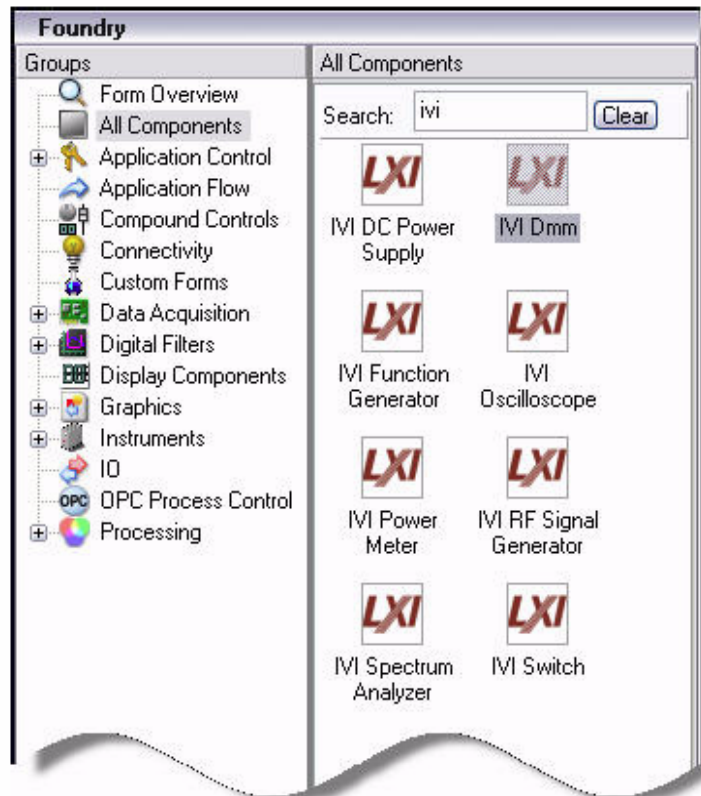 Foundry
Groups
Form Overview
All Components
Application Control
Application Flow
Compound Controls
Connectivity
Custom Forms
Data Acquisition
Digital Filters
Display Components
Graphics
Instruments
IO
OPC
OPC Process Control
Processing
All Components
Search:
ivi
Clear
LXI
LXI
IVI DC Power
Supply
IVI Dmm
LXI
LXI
IVI Function
Generator
IVI
Oscilloscope
LXI
LXI
IVI Power
Meter
IVI RF Signal
Generator
LXI
LXI
IVI Spectrum
Analyzer
IVI Switch